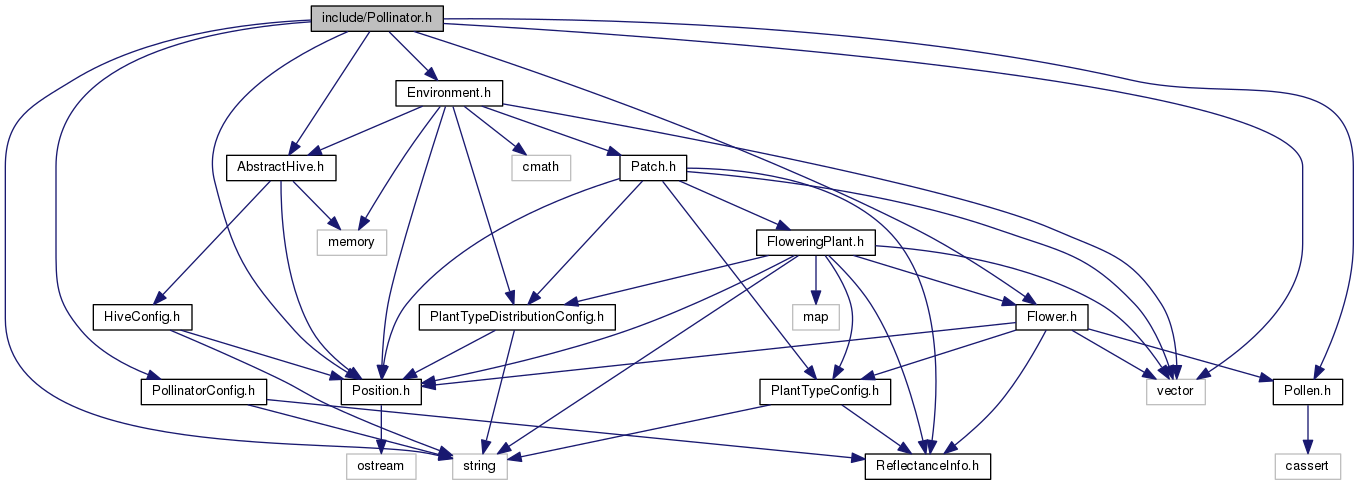 include/Pollinator.h
Environment.h
AbstractHive.h
cmath
Patch.h
memory
FloweringPlant.h
HiveConfig.h
PlantTypeDistributionConfig.h
map
Flower.h
PollinatorConfig.h
Position.h
PlantTypeConfig.h
vector
Pollen.h
ostream
string
ReflectanceInfo.h
cassert